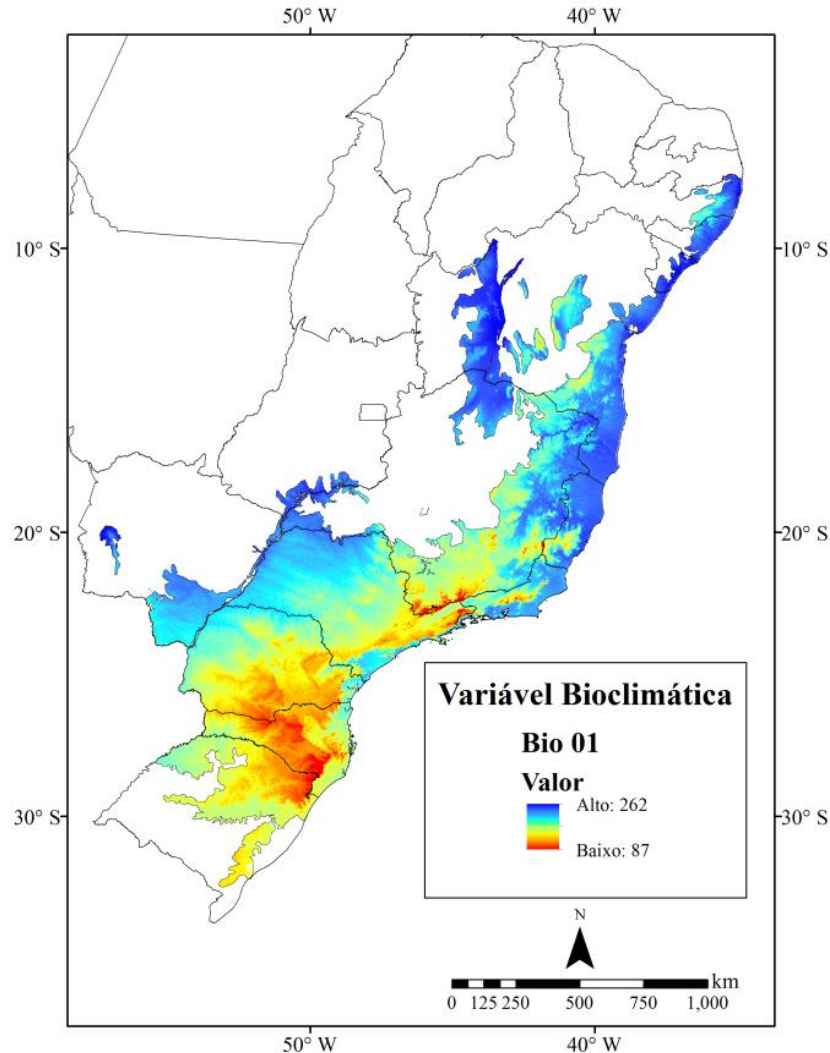 50° W 40° W
10° S 10° S
20° S 20° S
Variável Bioclimática
Bio 01
Valor
Alto: 262
Baixo: 87
30° S 30° S
N
km
0 125 250 500 750 1,000
50° W 40° W